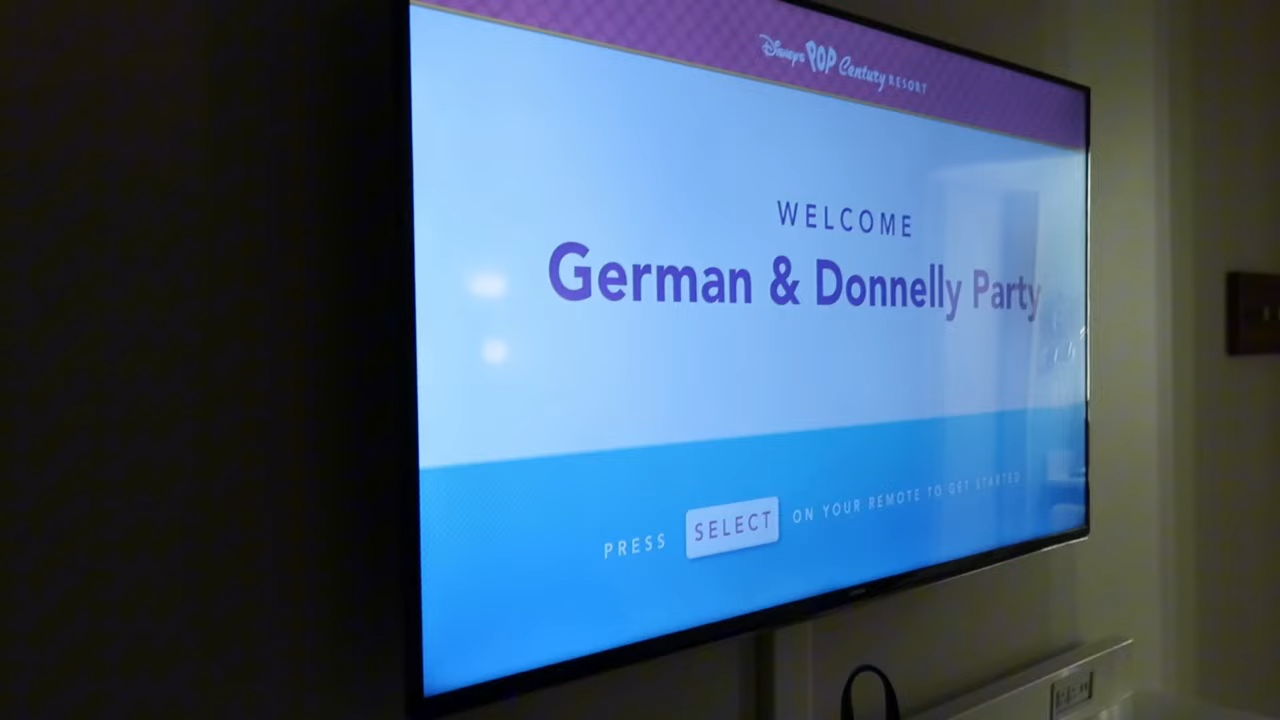 Disney's POP Century RESORT
WELCOME
German & Donnelly Party
PRESS SELECT ON YOUR REMOTE TO GET STARTED